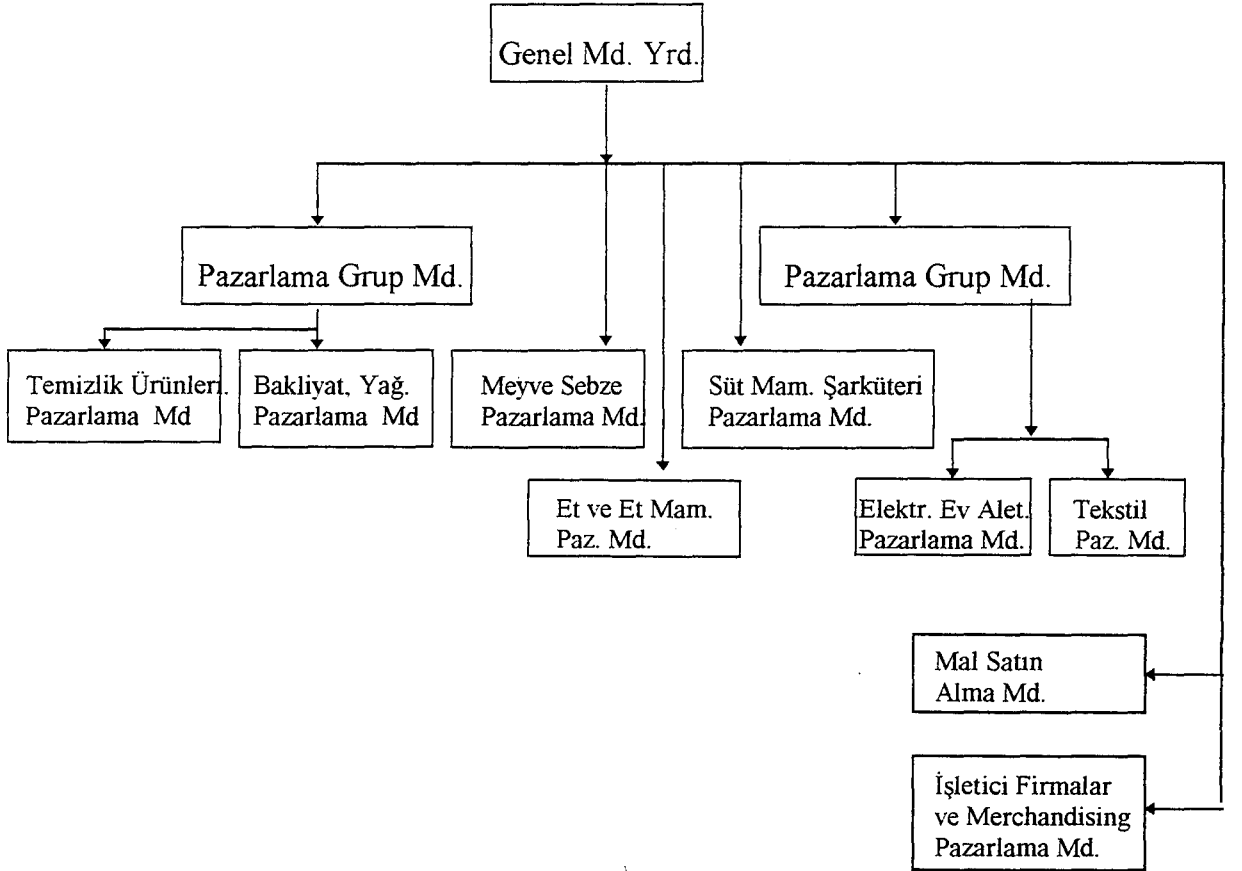 Genel Md. Yrd.
Pazarlama Grup Md.
Pazarlama Grup Md.
Temizlik Ürünleri.
Pazarlama Md
Bakliyat, Yağ.
Pazarlama Md
Meyve Sebze
Pazarlama Md.
Süt Mam. Şarküteri
Pazarlama Md.
Et ve Et Mam.
Paz. Md.
Elektr. Ev Alet.
Pazarlama Md.
Tekstil
Paz. Md.
Mal Satın
Alma Md.
İşletici Firmalar
ve Merchandising
Pazarlama Md.